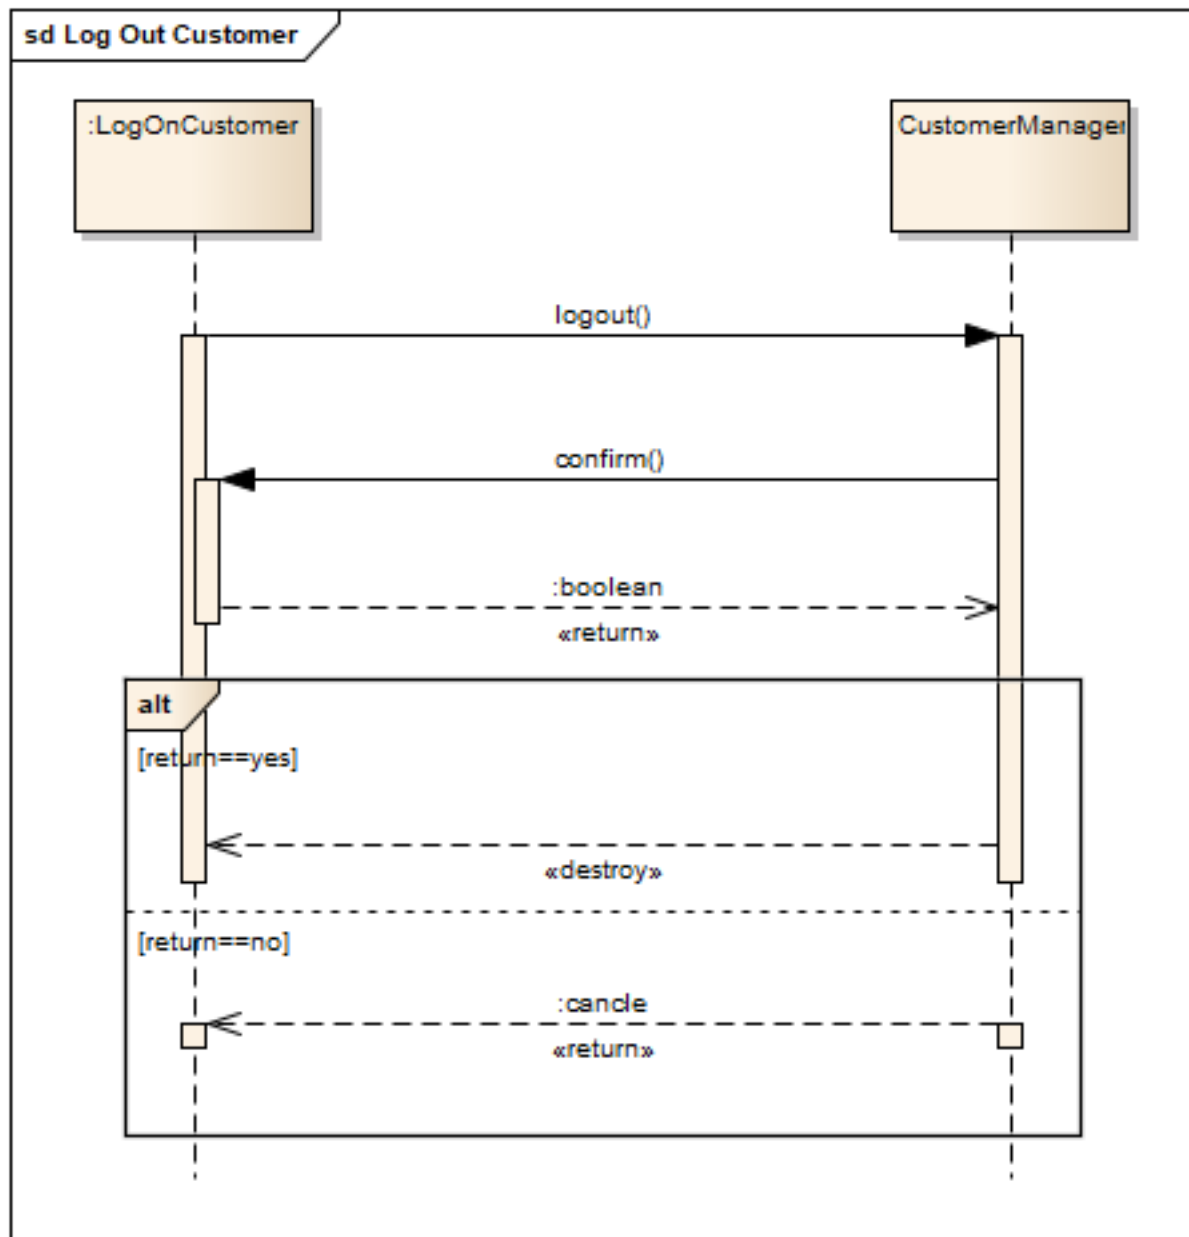 sd Log Out Customer
:LogOnCustomer
CustomerManager
logout()
confirm()
:boolean
«return»
alt
[return==yes]
«destroy»
[return==no]
:cancle
«return»